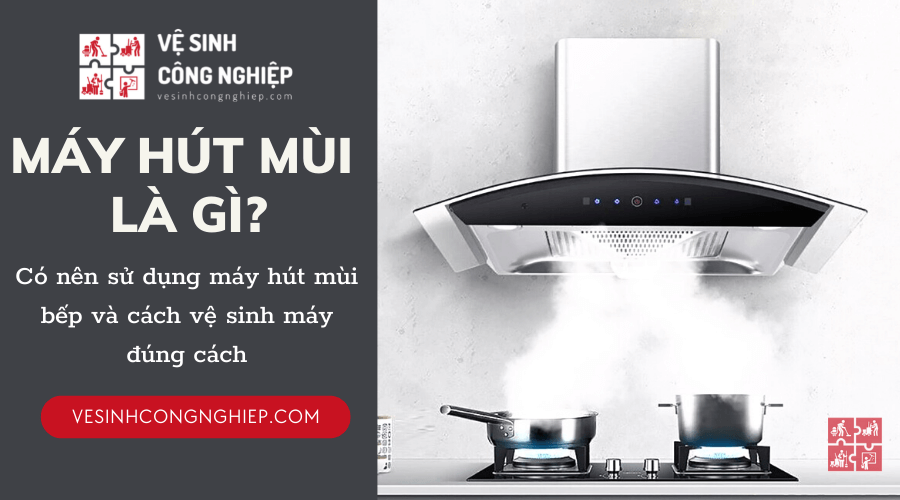 VỆ SINH
CÔNG NGHIỆP
vesinhcongnghiep.com
MÁY HÚT MÙI
LÀ GÌ?
Có nên sử dụng máy hút mùi
bếp và cách vệ sinh máy
đúng cách
VESINHCONGNGHIEP.COM